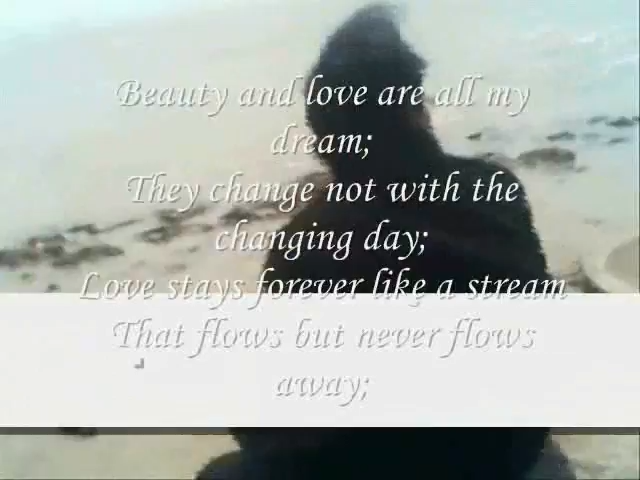 Beauty and love are all my
dream;
They change not with the
changing day;
Love stays forever like a stream
That flows but never flows
away;